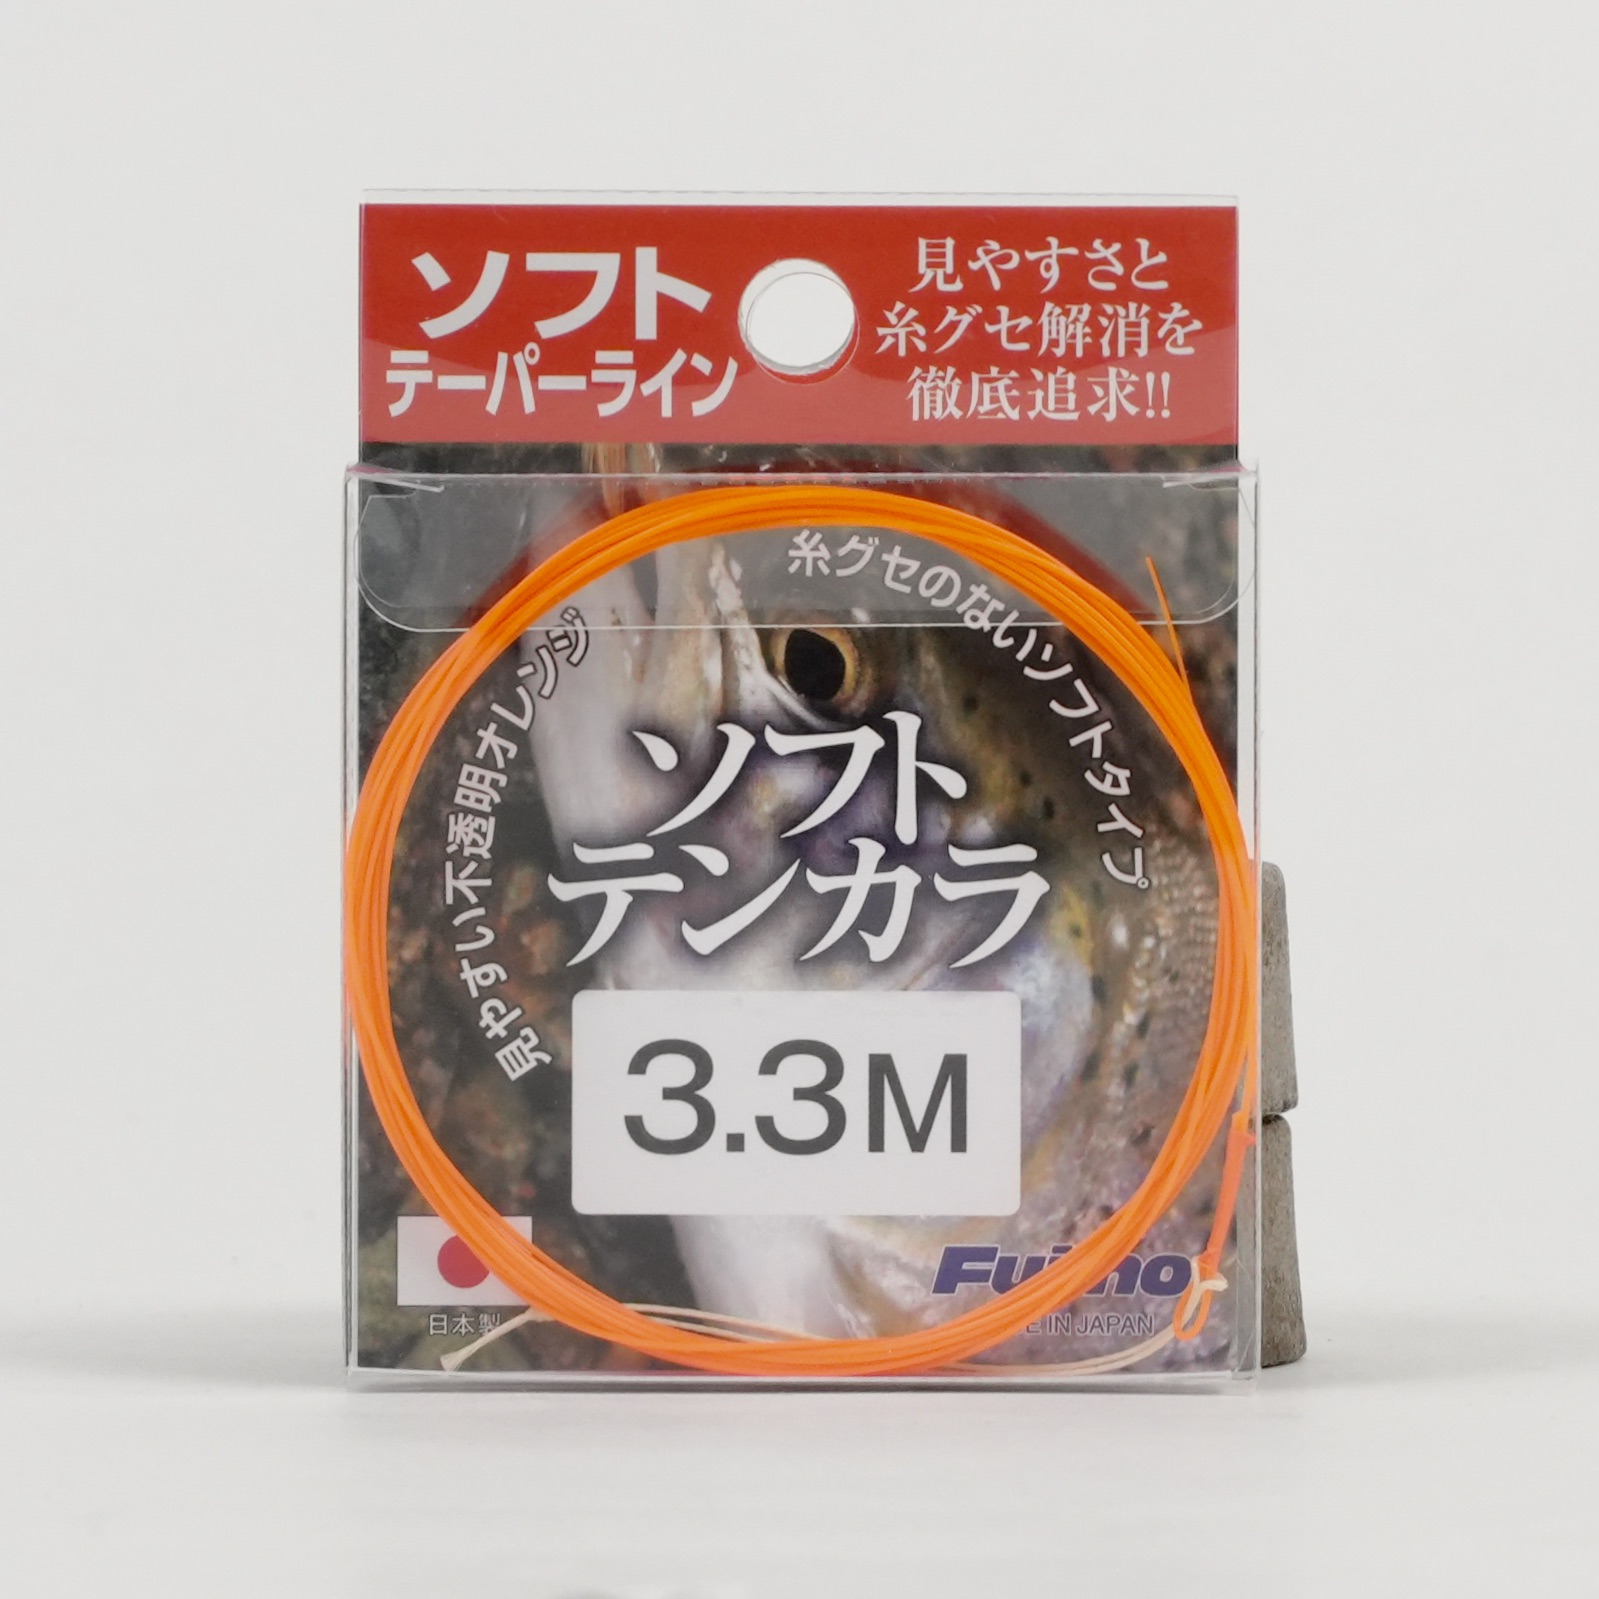 ソフト
テーパーライン
見やすさと
糸グセ解消を
徹底追求!!
糸グセのないソフトタイプ
見やすい不透明オレンジ
ソフト
テンカラ
3.3M
日本製
Fujino
IN JAPAN